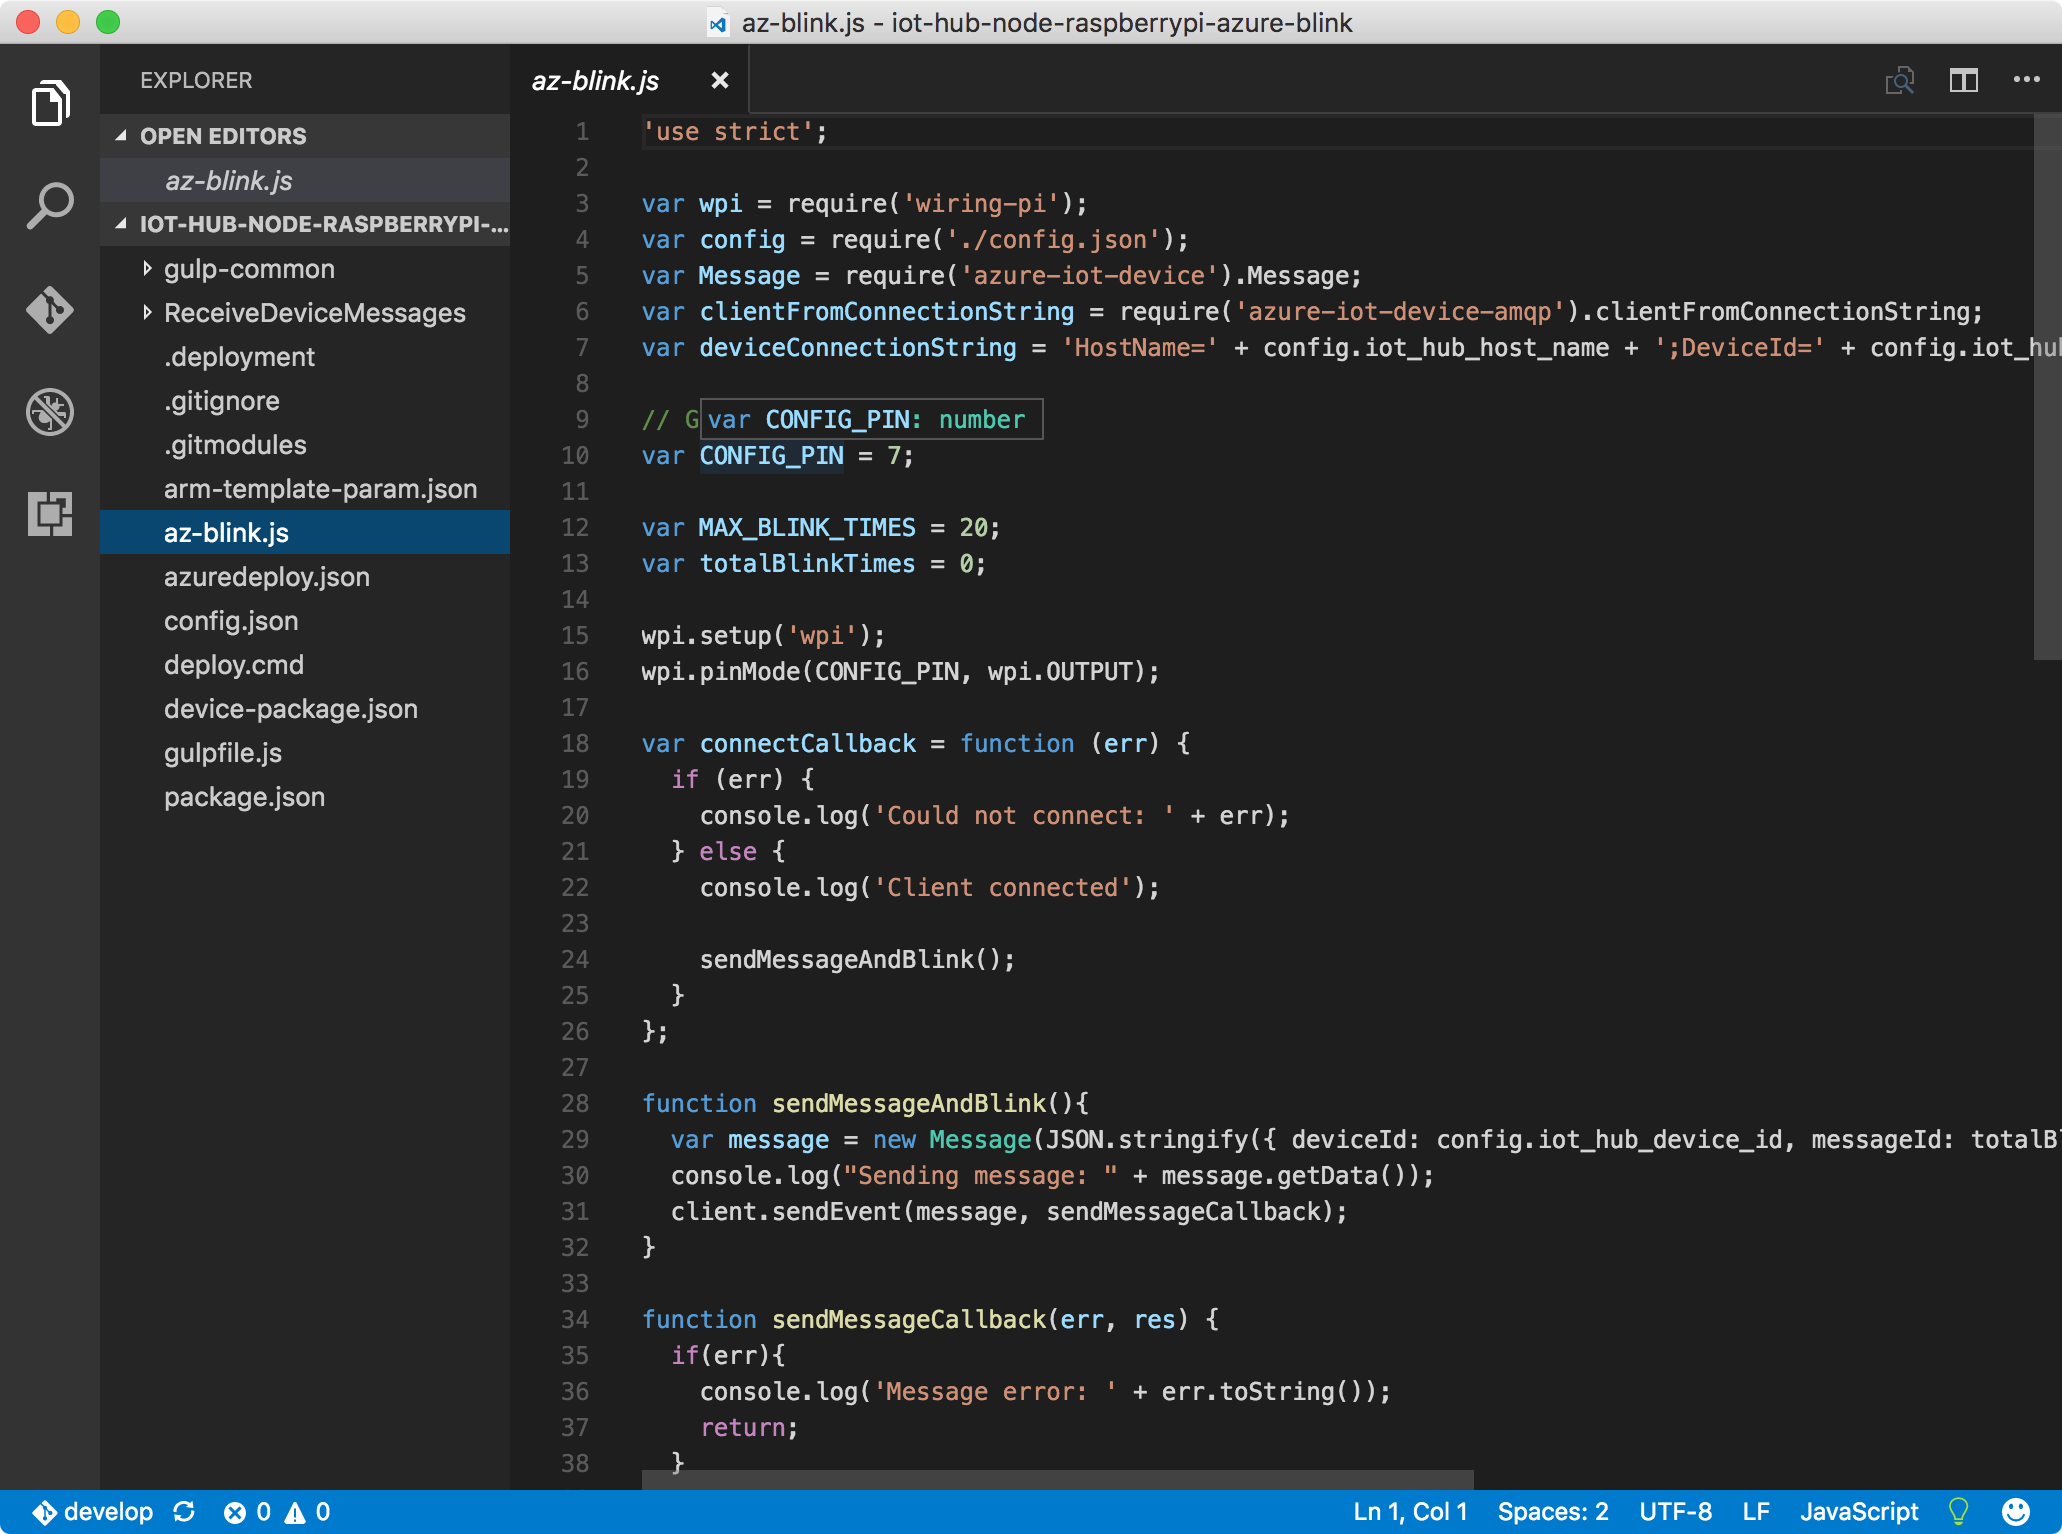 az-blink.js - iot-hub-node-raspberrypi-azure-blink
EXPLORER
OPEN EDITORS
az-blink.js
IOT-HUB-NODE-RASPBERRYPI-...
gulp-common
ReceiveDeviceMessages
.deployment
.gitignore
.gitmodules
arm-template-param.json
az-blink.js
azuredeploy.json
config.json
deploy.cmd
device-package.json
gulpfile.js
package.json
az-blink.js
1 'use strict';
2
3 var wpi = require('wiring-pi');
4 var config = require('./config.json');
5 var Message = require('azure-iot-device').Message;
6 var clientFromConnectionString = require('azure-iot-device-amqp').clientFromConnectionString;
7 var deviceConnectionString = 'HostName=' + config.iot_hub_host_name + ';DeviceId=' + config.iot_hub
8
9 // G var CONFIG_PIN: number
10 var CONFIG_PIN = 7;
11
12 var MAX_BLINK_TIMES = 20;
13 var totalBlinkTimes = 0;
14
15 wpi.setup('wpi');
16 wpi.pinMode(CONFIG_PIN, wpi.OUTPUT);
17
18 var connectCallback = function (err) {
19   if (err) {
20     console.log('Could not connect: ' + err);
21   } else {
22     console.log('Client connected');
23
24     sendMessageAndBlink();
25   }
26 };
27
28 function sendMessageAndBlink(){
29   var message = new Message(JSON.stringify({ deviceId: config.iot_hub_device_id, messageId: totalBl
30   console.log("Sending message: " + message.getData());
31   client.sendEvent(message, sendMessageCallback);
32 }
33
34 function sendMessageCallback(err, res) {
35   if(err){
36     console.log('Message error: ' + err.toString());
37     return;
38   }
develop 0 0
Ln 1, Col 1 Spaces: 2 UTF-8 LF JavaScript